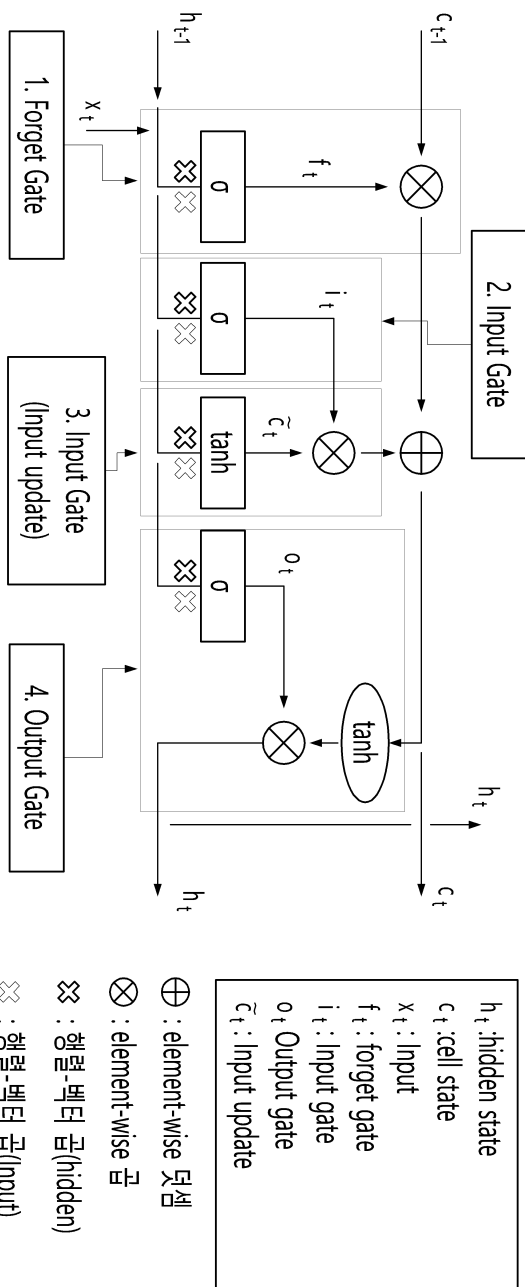 c t-1
h t-1
x t
1. Forget Gate
2. Input Gate
3. Input Gate
(Input update)
4. Output Gate
σ
σ
tanh
σ
f t
i t
c̃ t
o t
tanh
h t
c t
h t
h t :hidden state
c t :cell state
x t : Input
f t : forget gate
i t : Input gate
o t Output gate
c̃ t : Input update
: element-wise 덧셈
: element-wise 곱
: 행렬-벡터 곱(hidden)
: 행렬-벡터 곱(Input)